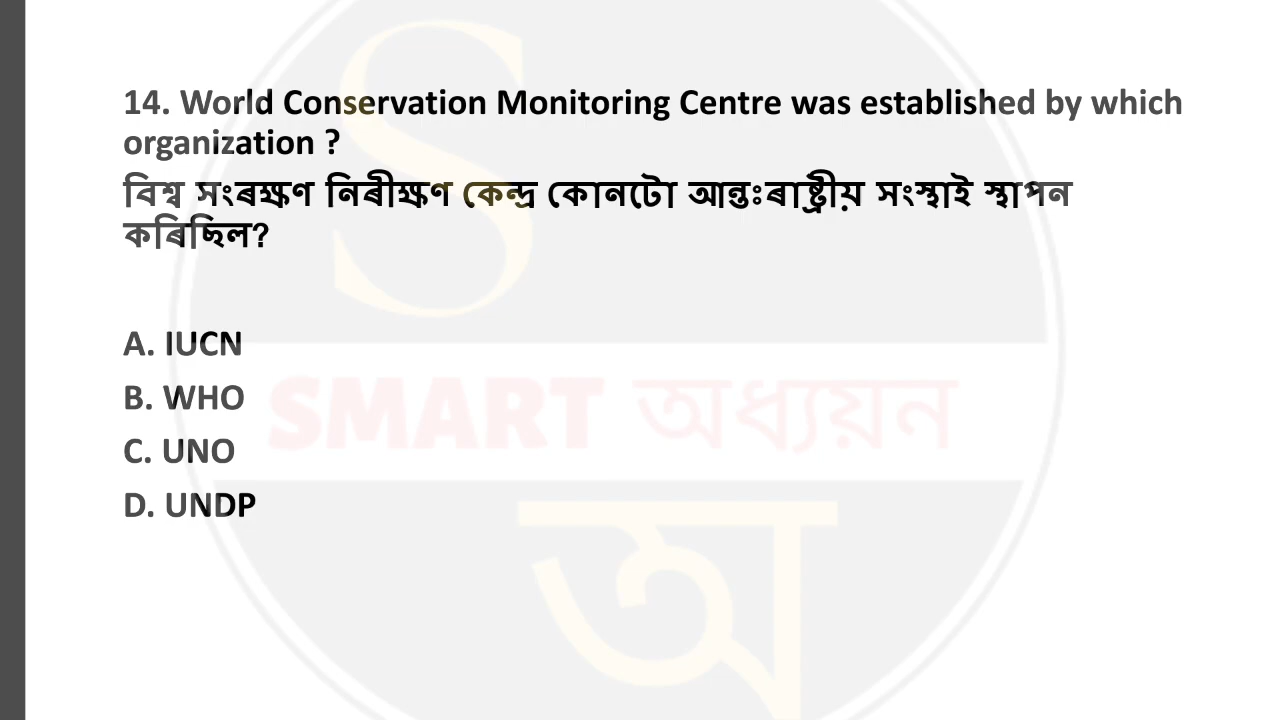 14. World Conservation Monitoring Centre was established by which
organization ?
বিশ্ব সংৰক্ষণ নিৰীক্ষণ কেন্দ্ৰ কোনটো আন্তঃৰাষ্ট্ৰীয় সংস্থাই স্থাপন
কৰিছিল?
A. IUCN
B. WHO
C. UNO
D. UNDP
S
SMART অধ্যয়ন
অ